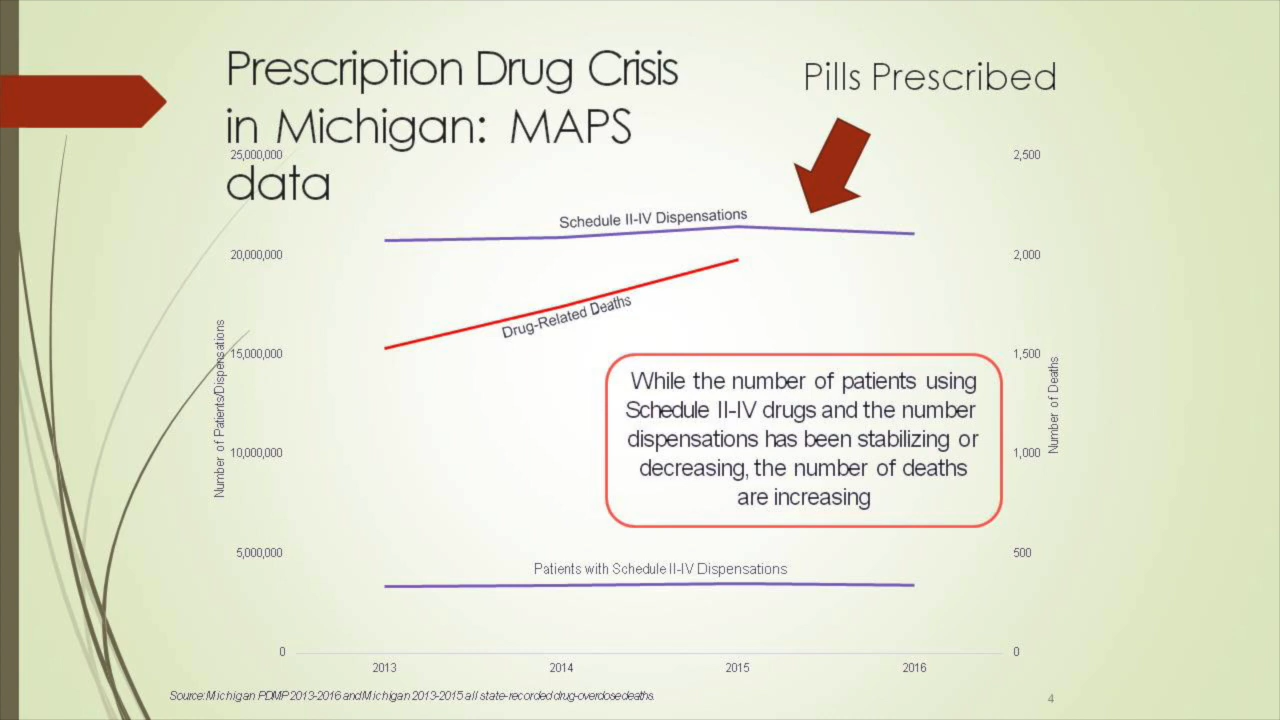 Prescription Drug Crisis
in Michigan: MAPS
data
Pills Prescribed
25,000,000
20,000,000
15,000,000
10,000,000
5,000,000
0
Number of Patients/Dispensations
2,500
2,000
1,500
1,000
500
0
Number of Deaths
Schedule II-IV Dispensations
Drug-Related Deaths
While the number of patients using
Schedule II-IV drugs and the number
dispensations has been stabilizing or
decreasing, the number of deaths
are increasing
Patients with Schedule II-IV Dispensations
2013 2014 2015 2016
Source: Michigan PDMP 2013-2016 and Michigan 2013-2015 all state-recorded drug-overdose deaths.
4